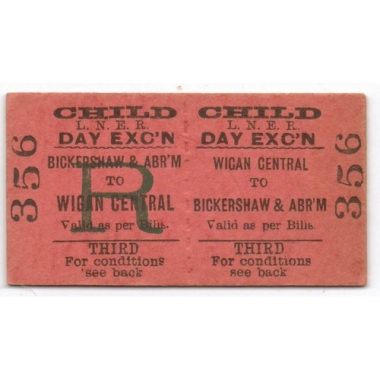 356
CHILD
L. N. E. R.
DAY EXC'N
BICKERSHAW & ABR'M
TO
WIGAN CENTRAL
Valid as per Bills.
THIRD
For conditions
see back
R
CHILD
L. N. E. R.
DAY EXC'N
WIGAN CENTRAL
TO
BICKERSHAW & ABR'M
Valid as per Bills.
THIRD
For conditions
see back
356